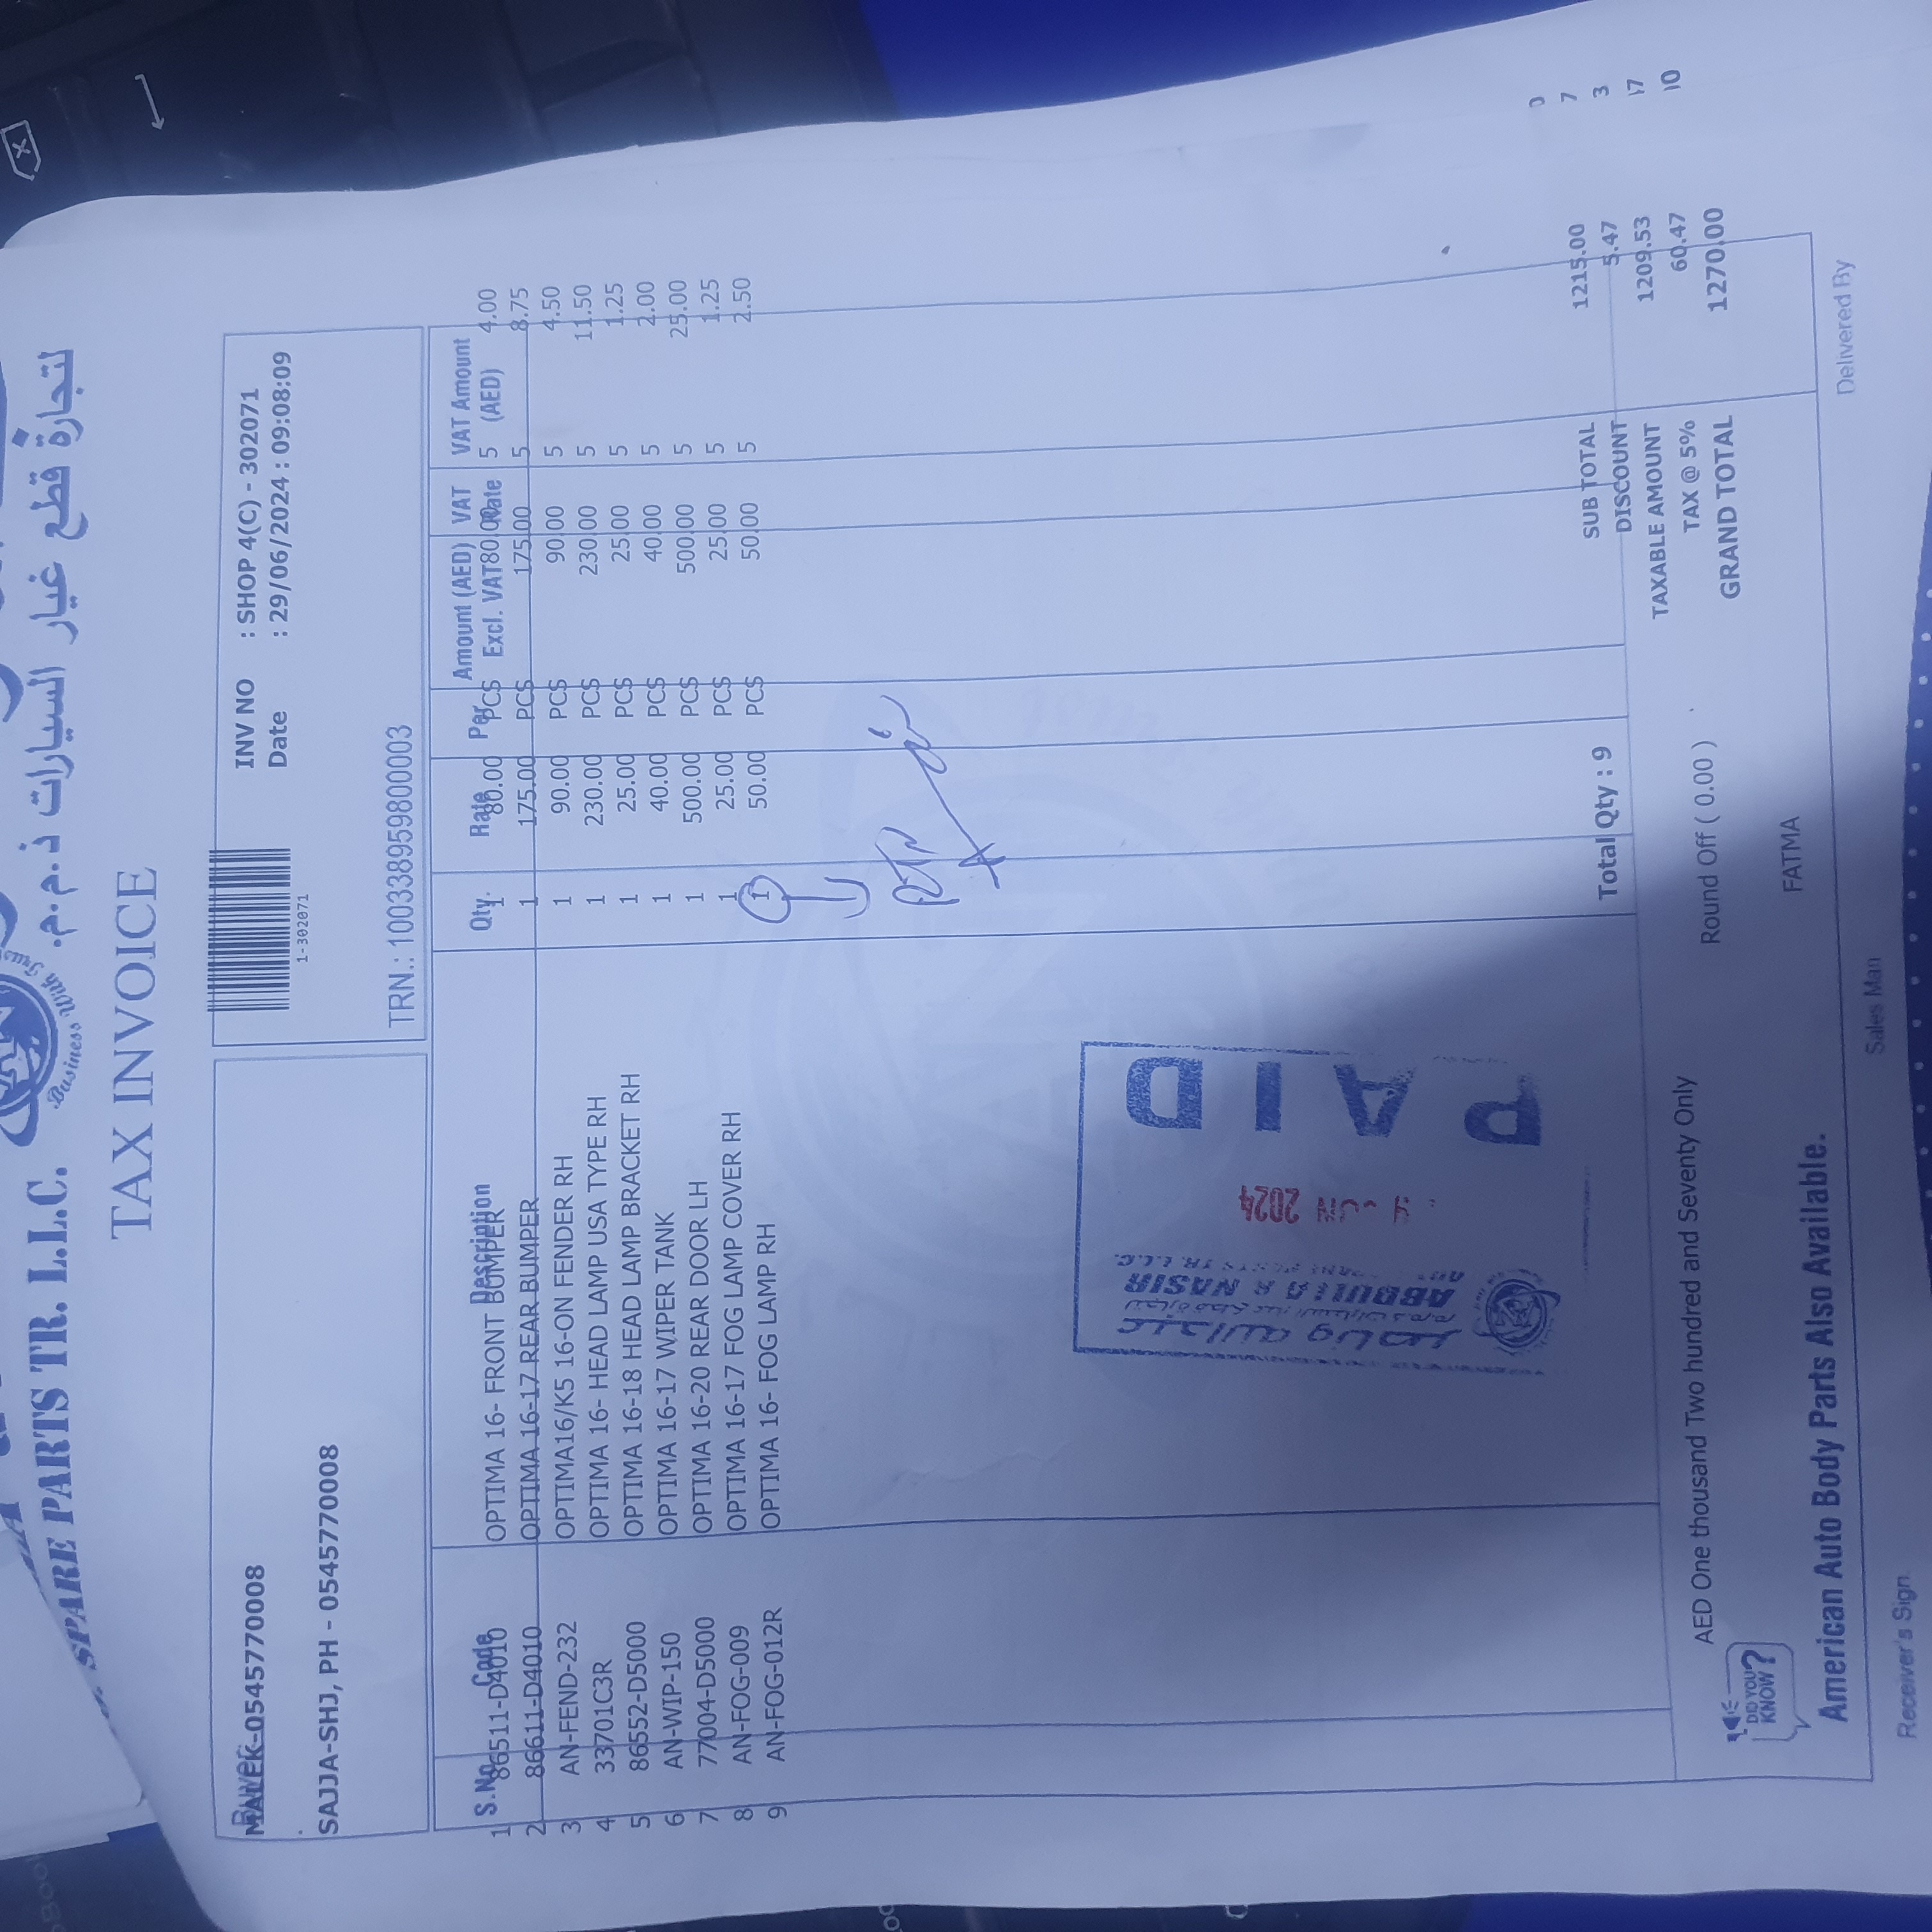 لتجارة قطع غيار السيارات ذ.م.م.
SPARE PARTS TR. L.L.C.
Business With Trust
TAX INVOICE
Buyer
MALEK-0545770008
SAJJA-SHJ, PH - 0545770008
1-302071
INV NO : SHOP 4(C) - 302071
Date : 29/06/2024 : 09:08:09
TRN.: 100338959800003
S.No. Code Description Qty. Rate Per Amount (AED) Excl. VAT VAT Rate VAT Amount (AED)
1 86511-D4010 OPTIMA 16- FRONT BUMPER 1 80.00 PCS 80.00 5 4.00
2 86611-D4010 OPTIMA 16-17 REAR BUMPER 1 175.00 PCS 175.00 5 8.75
3 AN-FEND-232 OPTIMA16/K5 16-ON FENDER RH 1 90.00 PCS 90.00 5 4.50
4 33701C3R OPTIMA 16- HEAD LAMP USA TYPE RH 1 230.00 PCS 230.00 5 11.50
5 86552-D5000 OPTIMA 16-18 HEAD LAMP BRACKET RH 1 25.00 PCS 25.00 5 1.25
6 AN-WIP-150 OPTIMA 16-17 WIPER TANK 1 40.00 PCS 40.00 5 2.00
7 77004-D5000 OPTIMA 16-20 REAR DOOR LH 1 500.00 PCS 500.00 5 25.00
8 AN-FOG-009 OPTIMA 16-17 FOG LAMP COVER RH 1 25.00 PCS 25.00 5 1.25
9 AN-FOG-012R OPTIMA 16- FOG LAMP RH 1 50.00 PCS 50.00 5 2.50
PAID
2024
Total Qty : 9
SUB TOTAL 1215.00
DISCOUNT 5.47
TAXABLE AMOUNT 1209.53
TAX @ 5% 60.47
GRAND TOTAL 1270.00
AED One thousand Two hundred and Seventy Only
Round Off ( 0.00 )
DID YOU
KNOW ?
American Auto Body Parts Also Available.
FATMA
Receiver's Sign
Sales Man
Delivered By